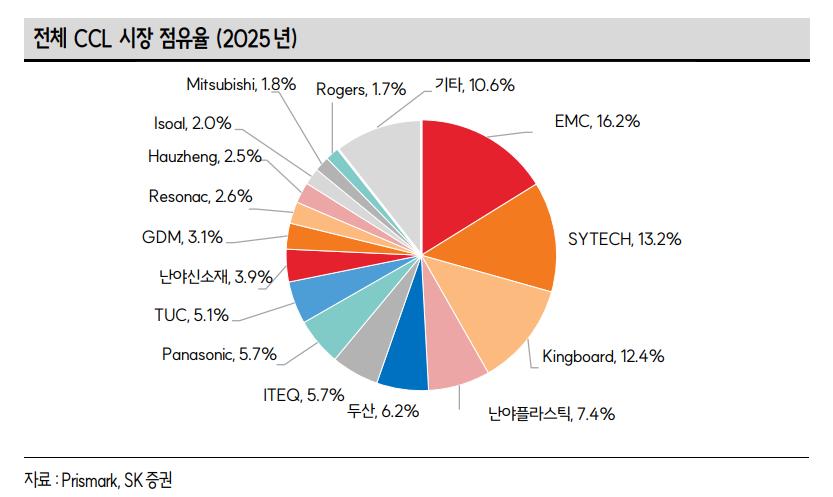 전체 CCL 시장 점유율 (2025년)
Mitsubishi, 1.8%
Rogers, 1.7%
기타, 10.6%
EMC, 16.2%
Isoal, 2.0%
Hauzheng, 2.5%
Resonac, 2.6%
GDM, 3.1%
SYTECH, 13.2%
난야신소재, 3.9%
TUC, 5.1%
Panasonic, 5.7%
Kingboard, 12.4%
ITEQ, 5.7%
두산, 6.2%
난야플라스틱, 7.4%
자료 : Prismark, SK 증권